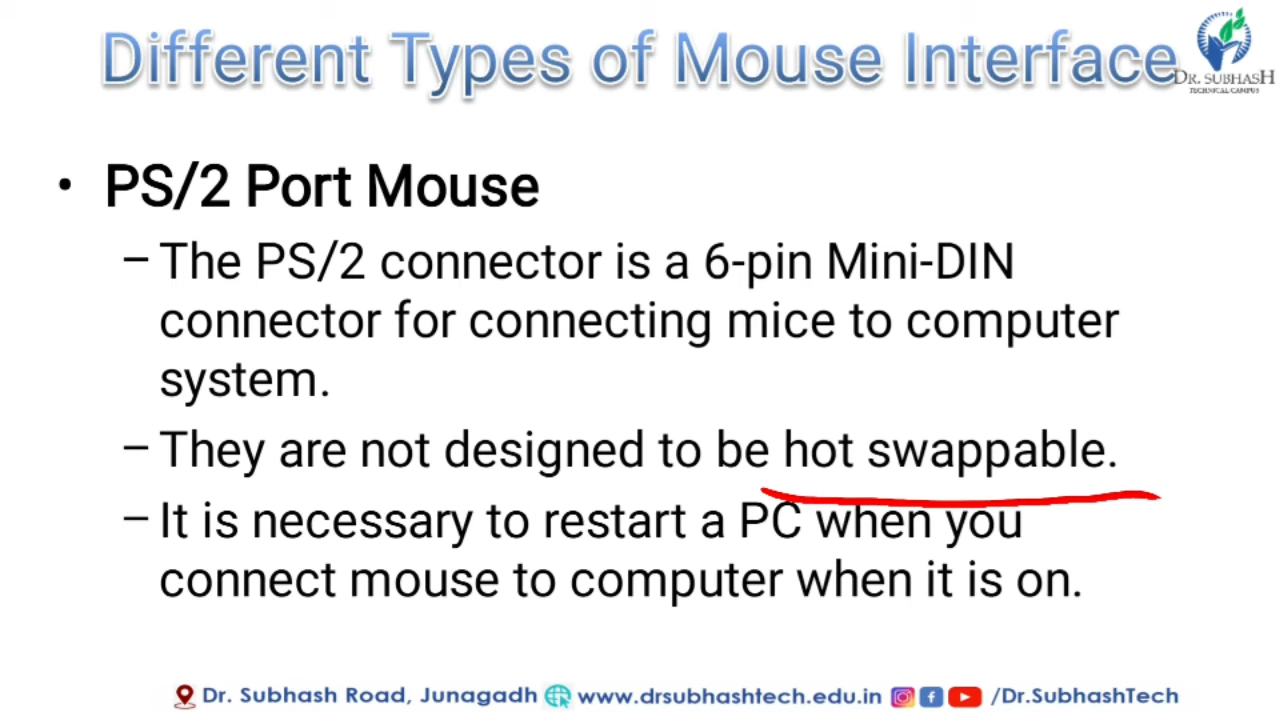 Different Types of Mouse Interface
DR. SUBHASH
TECHNICAL CAMPUS
• PS/2 Port Mouse
– The PS/2 connector is a 6-pin Mini-DIN
connector for connecting mice to computer
system.
– They are not designed to be hot swappable.
– It is necessary to restart a PC when you
connect mouse to computer when it is on.
Dr. Subhash Road, Junagadh www.drsubhashtech.edu.in /Dr.SubhashTech